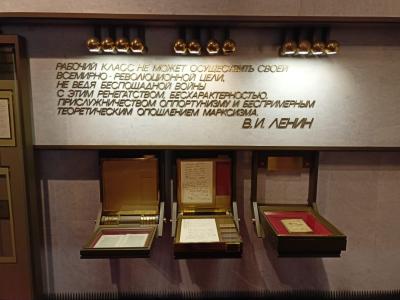 РАБОЧИЙ КЛАСС НЕ МОЖЕТ ОСУЩЕСТВИТЬ СВОЕЙ
ВСЕМИРНО-РЕВОЛЮЦИОННОЙ ЦЕЛИ,
НЕ ВЕДЯ БЕСПОЩАДНОЙ ВОЙНЫ
С ЭТИМ РЕНЕГАТСТВОМ, БЕСХАРАКТЕРНОСТЬЮ,
ПРИСЛУЖНИЧЕСТВОМ ОППОРТУНИЗМУ И БЕСПРИМЕРНЫМ
ТЕОРЕТИЧЕСКИМ ОПОШЛЕНИЕМ МАРКСИЗМА.
В.И. ЛЕНИН